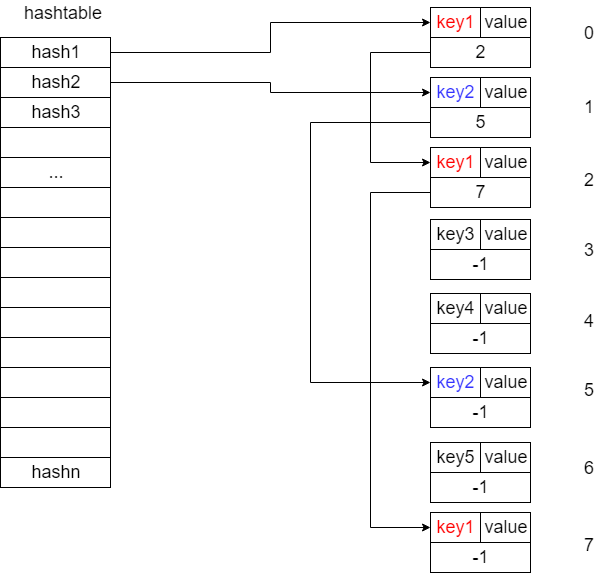 hashtable
hash1
hash2
hash3
...
hashn
key1 value
2
0
key2 value
5
1
key1 value
7
2
key3 value
-1
3
key4 value
-1
4
key2 value
-1
5
key5 value
-1
6
key1 value
-1
7